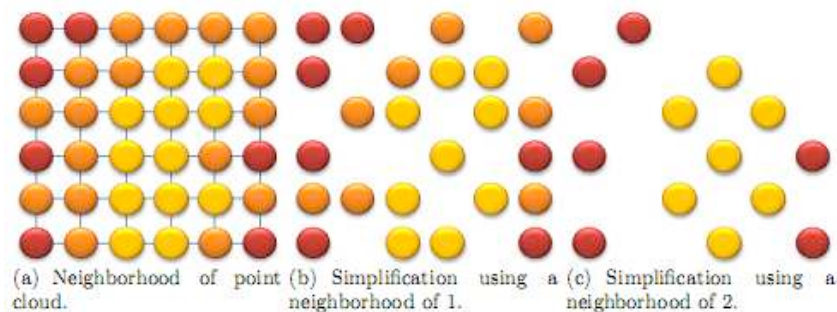 (a) Neighborhood of point cloud.
(b) Simplification using a neighborhood of 1.
(c) Simplification using a neighborhood of 2.